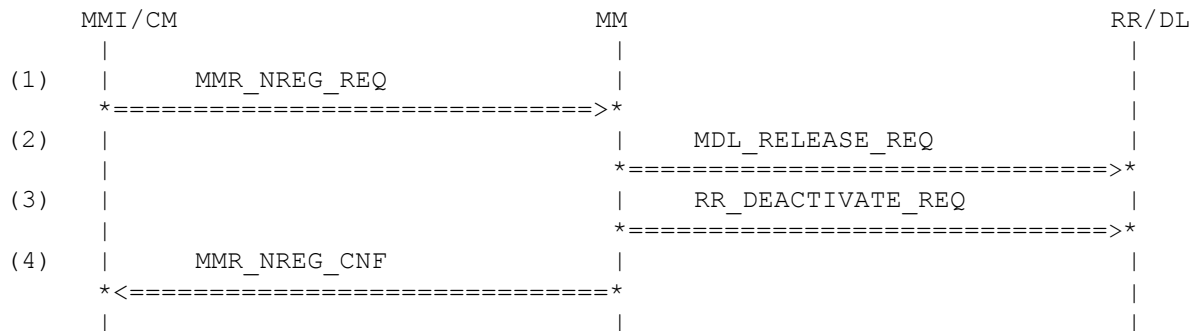 MMI/CM MM RR/DL
(1) MMR_NREG_REQ
(2) MDL_RELEASE_REQ
(3) RR_DEACTIVATE_REQ
(4) MMR_NREG_CNF